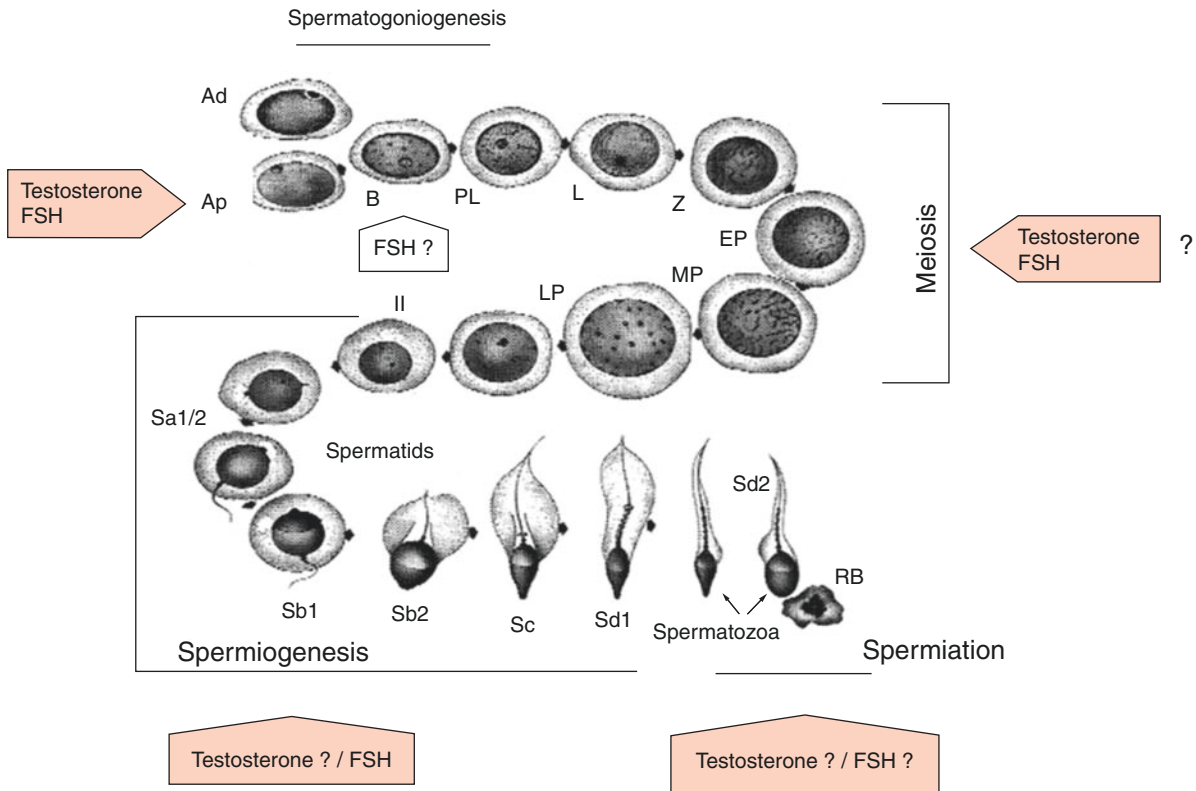 Spermatogoniogenesis
Ad
Ap
Testosterone
FSH
B
PL
L
Z
FSH ?
EP
Meiosis
Testosterone
FSH
?
MP
LP
II
Sa1/2
Spermatids
Sd2
RB
Sb1
Sb2
Sc
Sd1
Spermatozoa
Spermiogenesis
Spermiation
Testosterone ? / FSH
Testosterone ? / FSH ?